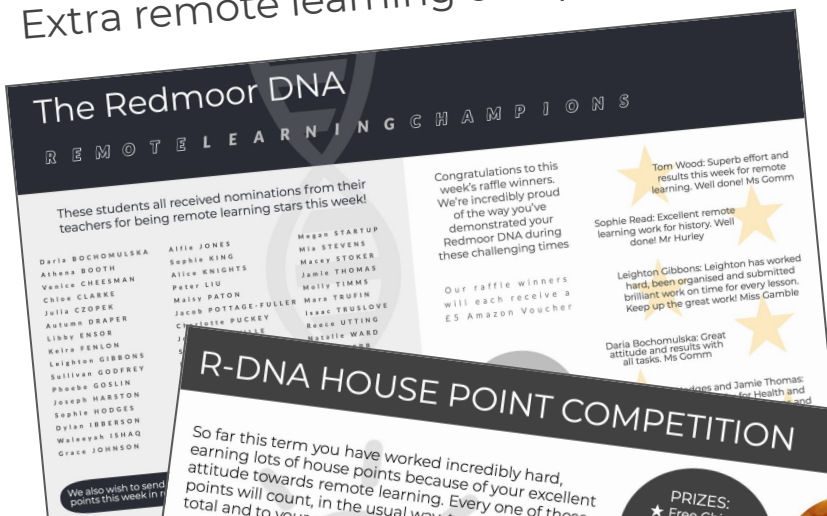 Extra remote learning
The Redmoor DNA
REMOTE LEARNING CHAMPIONS
These students all received nominations from their
teachers for being remote learning stars this week!
Daria BOCHOMULSKA
Athena BOOTH
Venice CHEESMAN
Chloe CLARKE
Julia CZOPEK
Autumn DRAPER
Libby ENSOR
Keira FENLON
Leighton GIBBONS
Sullivan GODFREY
Phoebe GOSLIN
Joseph HARSTON
Sophie HODGES
Dylan IBBERSON
Waleeyah ISHAQ
Grace JOHNSON
Alfie JONES
Sophie KING
Alice KNIGHTS
Peter LIU
Maisy PATON
Jacob POTTAGE-FULLER
Charlotte PUCKEY
Megan STARTUP
Mia STEVENS
Macey STOKER
Jamie THOMAS
Molly TIMMS
Mara TRUFIN
Isaac TRUSLOVE
Reece UTTING
Natalie WARD
We also wish to send
points this week in
Congratulations to this
week's raffle winners.
We're incredibly proud
of the way you've
demonstrated your
Redmoor DNA during
these challenging times
Our raffle winners
will each receive a
£5 Amazon Voucher
Tom Wood: Superb effort and
results this week for remote
learning. Well done! Ms Gomm
Sophie Read: Excellent remote
learning work for history. Well
done! Mr Hurley
Leighton Gibbons: Leighton has worked
hard, been organised and submitted
brilliant work on time for every lesson.
Keep up the great work! Miss Gamble
Daria Bochomulska: Great
attitude and results with
all tasks. Ms Gomm
and Jamie Thomas:
for Health and
and
R-DNA HOUSE POINT COMPETITION
So far this term you have worked incredibly hard,
earning lots of house points because of your excellent
attitude towards remote learning. Every one of these
points will count, in the usual way,
total and to your
PRIZES:
Free